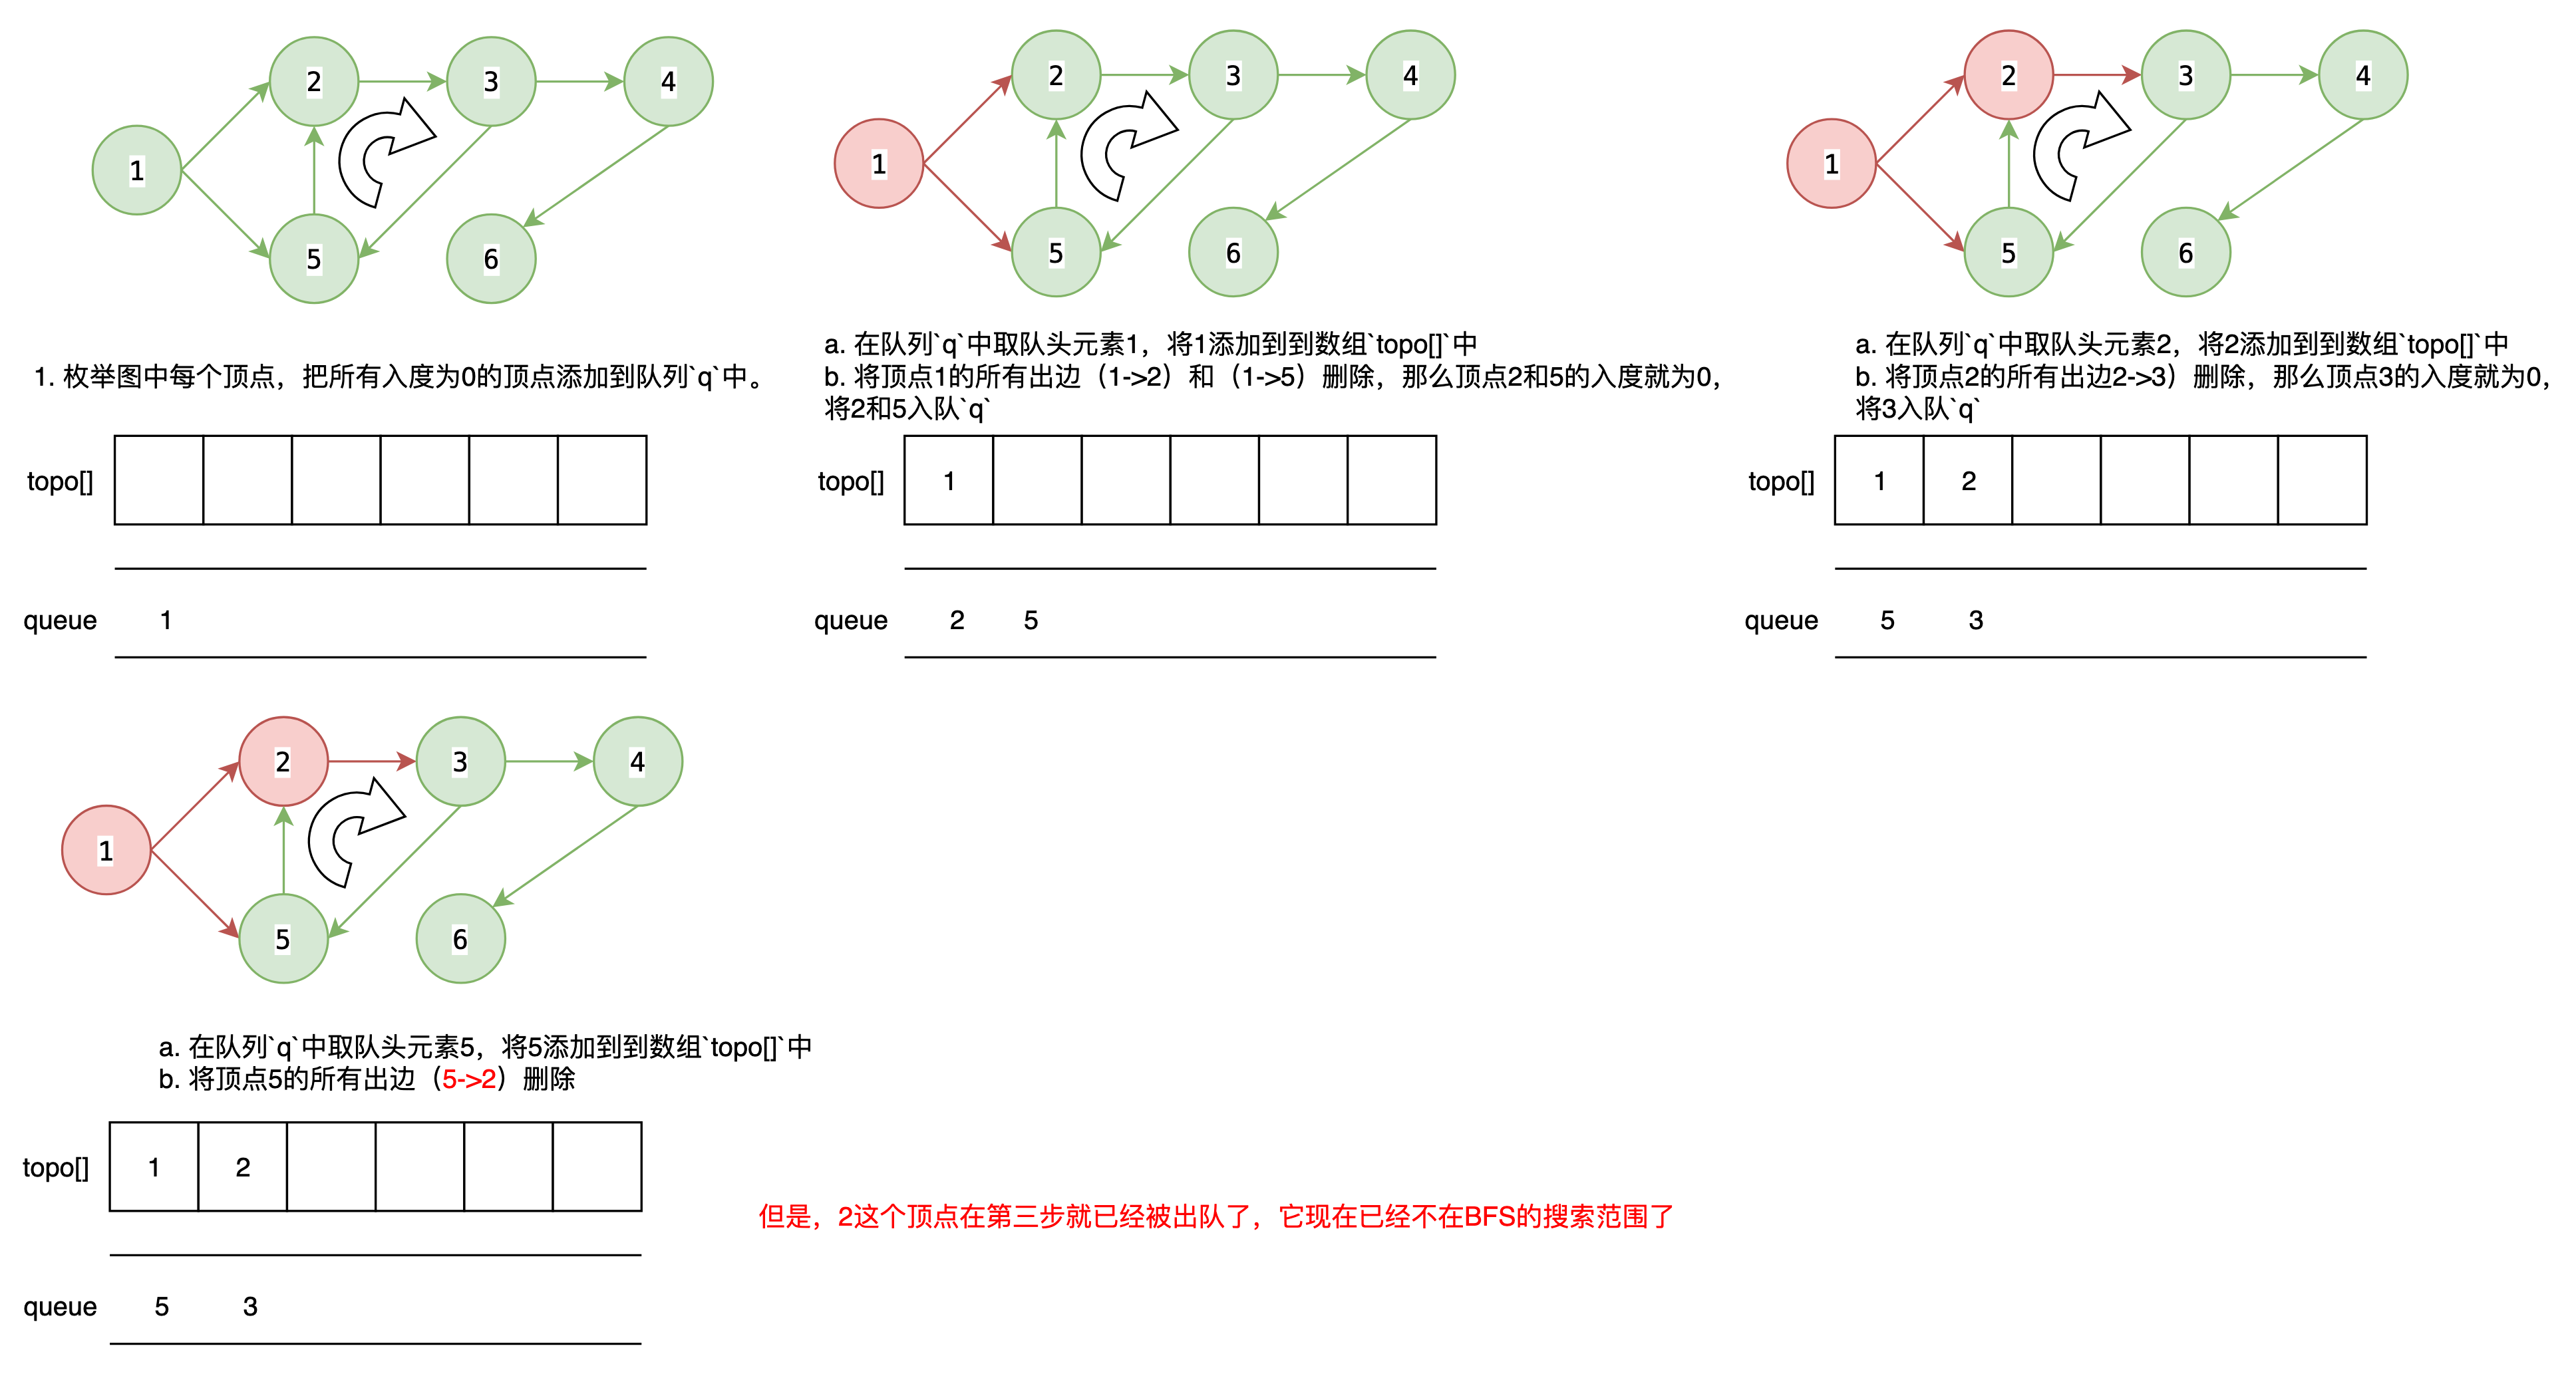 2
3
4
1
5
6
1. 枚举图中每个顶点，把所有入度为0的顶点添加到队列`q`中。
topo[]
queue
1
2
3
4
1
5
6
a. 在队列`q`中取队头元素1，将1添加到到数组`topo[]`中
b. 将顶点1的所有出边（1->2）和（1->5）删除，那么顶点2和5的入度就为0，
将2和5入队`q`
topo[]
1
queue
2 5
2
3
4
1
5
6
a. 在队列`q`中取队头元素2，将2添加到到数组`topo[]`中
b. 将顶点2的所有出边2->3）删除，那么顶点3的入度就为0，
将3入队`q`
topo[]
1 2
queue
5 3
2
3
4
1
5
6
a. 在队列`q`中取队头元素5，将5添加到到数组`topo[]`中
b. 将顶点5的所有出边（5->2）删除
topo[]
1 2
但是，2这个顶点在第三步就已经被出队了，它现在已经不在BFS的搜索范围了
queue
5 3